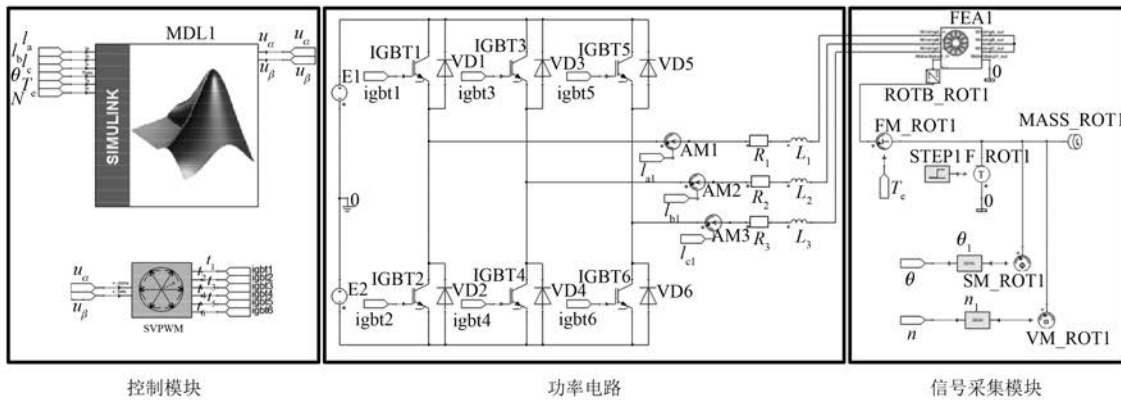 MDL1
l_a
l_b
l_c
θ
T_e
N
SIMULINK
u_α
u_β
u_α
u_β
u_α
u_β
t_1
t_2
t_3
t_4
t_5
t_6
igbt1
igbt2
igbt3
igbt4
igbt5
igbt6
SVPWM
控制模块
E1
0
E2
IGBT1
VD1
igbt1
IGBT3
VD3
igbt3
IGBT5
VD5
igbt5
AM1
l_a1
R_1
L_1
AM2
l_b1
R_2
L_2
AM3
l_c1
R_3
L_3
IGBT2
VD2
igbt2
IGBT4
VD4
igbt4
IGBT6
VD6
igbt6
功率电路
FEA1
0
ROTB_ROT1
FM_ROT1
MASS_ROT1
STEP1
F_ROT1
T
T_e
0
θ_1
θ
SM_ROT1
n_1
n
VM_ROT1
信号采集模块